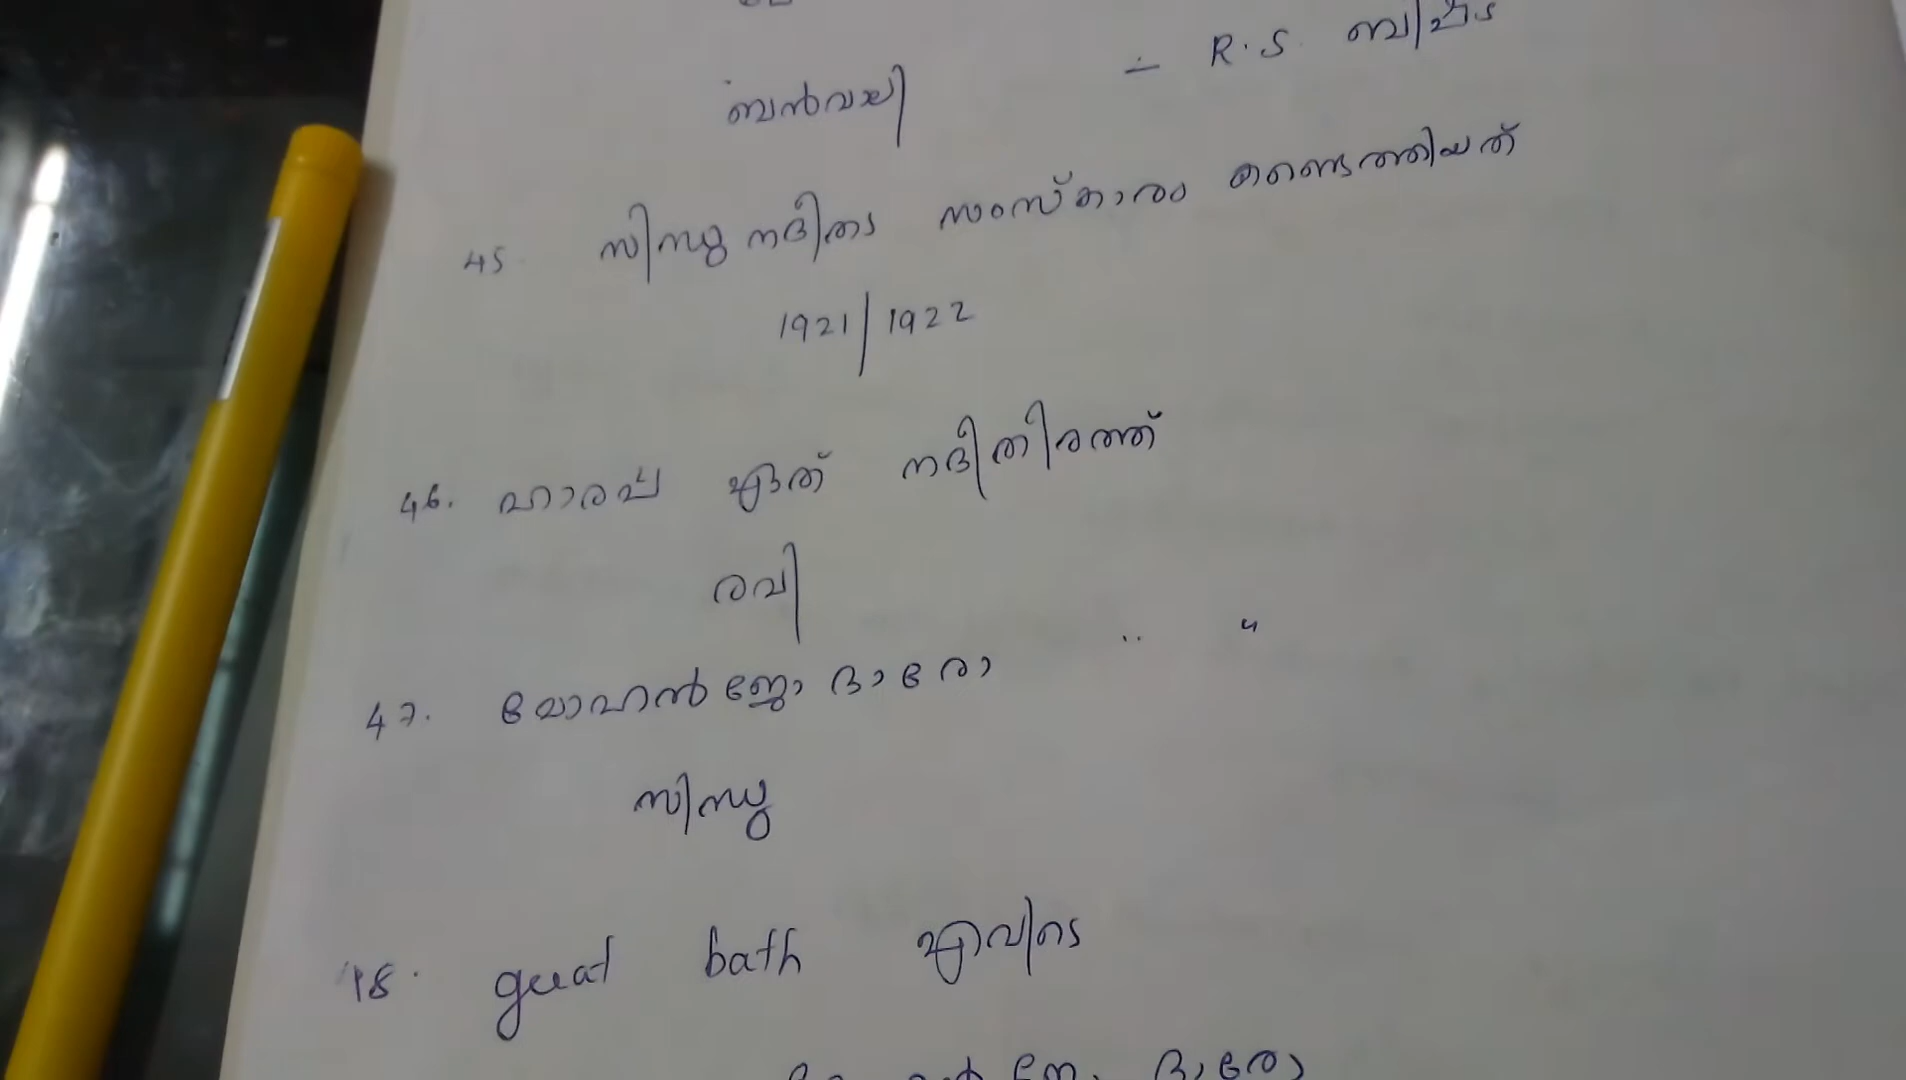 ബൻവാലി – R.S. ബിഷ്ട
45. സിന്ധു നദീതട സംസ്കാരം കണ്ടെത്തിയത്
1921/1922
46. ഹാരപ്പ ഏത് നദീതീരത്ത്
രവി
47. മോഹൻജോ ദാരോ " "
സിന്ധു
48. great bath എവിടെ
ദാരോ